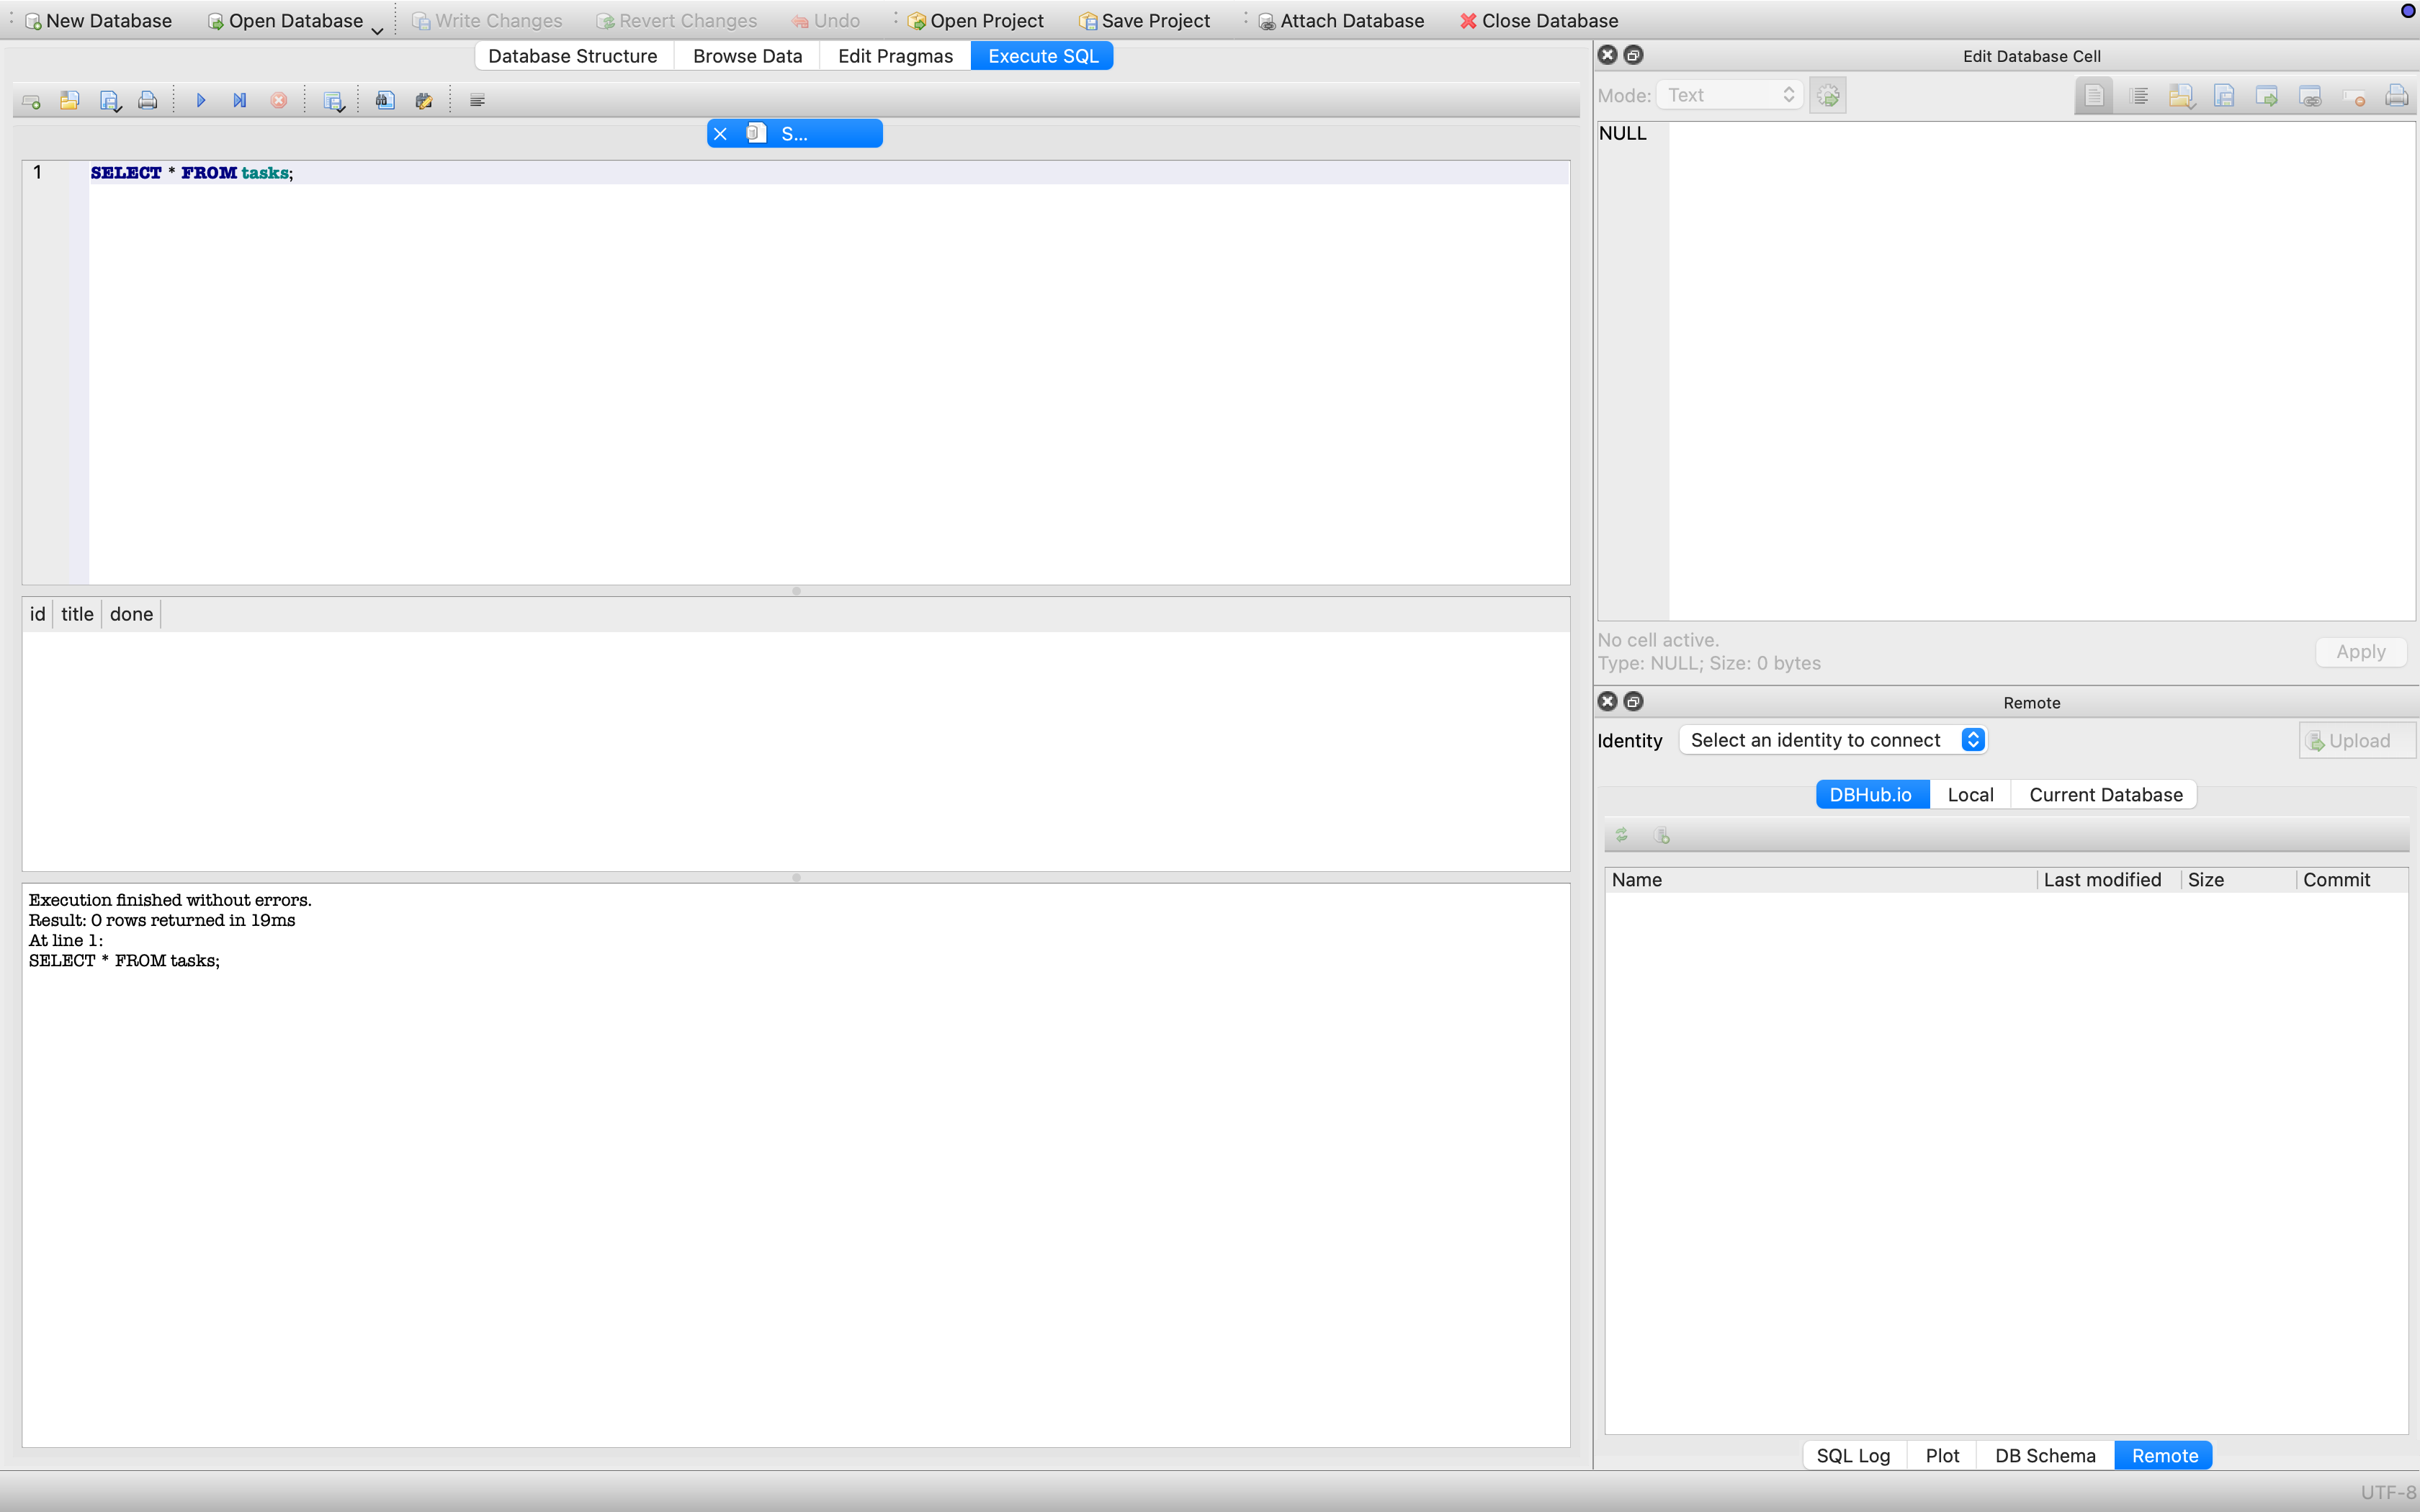 New Database Open Database Write Changes Revert Changes Undo Open Project Save Project Attach Database Close Database
Database Structure Browse Data Edit Pragmas Execute SQL
S...
1 SELECT * FROM tasks;
id title done
Execution finished without errors.
Result: 0 rows returned in 19ms
At line 1:
SELECT * FROM tasks;
Edit Database Cell
Mode: Text
NULL
No cell active.
Type: NULL; Size: 0 bytes
Apply
Remote
Identity Select an identity to connect Upload
DBHub.io Local Current Database
Name Last modified Size Commit
SQL Log Plot DB Schema Remote
UTF-8